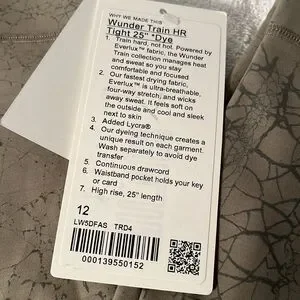 WHY WE MADE THIS
Wunder Train HR
Tight 25" *Dye
1. Train hard, not hot. Powered by
Everlux™ fabric, the Wunder
Train collection manages heat
and sweat so you stay
comfortable and focused
2. Our fastest drying fabric,
Everlux™ is ultra-breathable,
four-way stretch, and wicks
away sweat. It feels soft on
the outside and cool and sleek
next to skin
3. Added Lycra®
4. Our dyeing technique creates a
unique result on each garment.
Wash separately to avoid dye
transfer
5. Continuous drawcord
6. Waistband pocket holds your key
or card
7. High rise, 25" length
12
LW5DFAS TRD4
000139550152